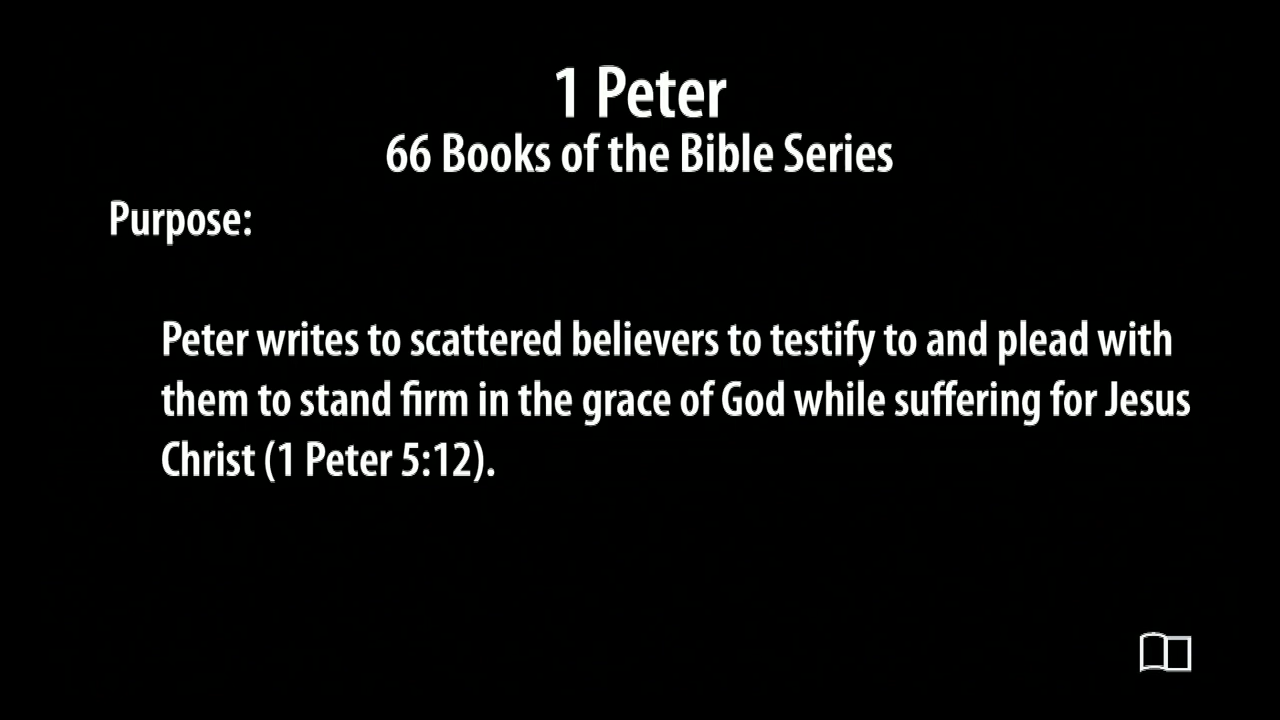 1 Peter
66 Books of the Bible Series
Purpose:
Peter writes to scattered believers to testify to and plead with
them to stand firm in the grace of God while suffering for Jesus
Christ (1 Peter 5:12).